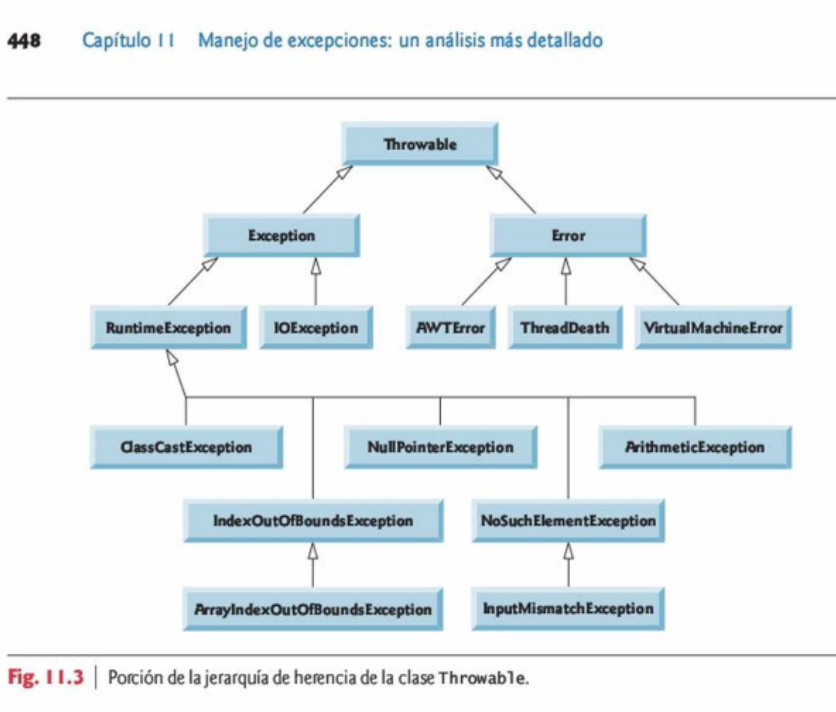 448 Capítulo 11 Manejo de excepciones: un análisis más detallado
Throwable
Exception
Error
RuntimeException
IOException
AWTError
ThreadDeath
VirtualMachineError
ClassCastException
NullPointerException
ArithmeticException
IndexOutOfBoundsException
NoSuchElementException
ArrayIndexOutOfBoundsException
InputMismatchException
Fig. 11.3 | Porción de la jerarquía de herencia de la clase Throwable.